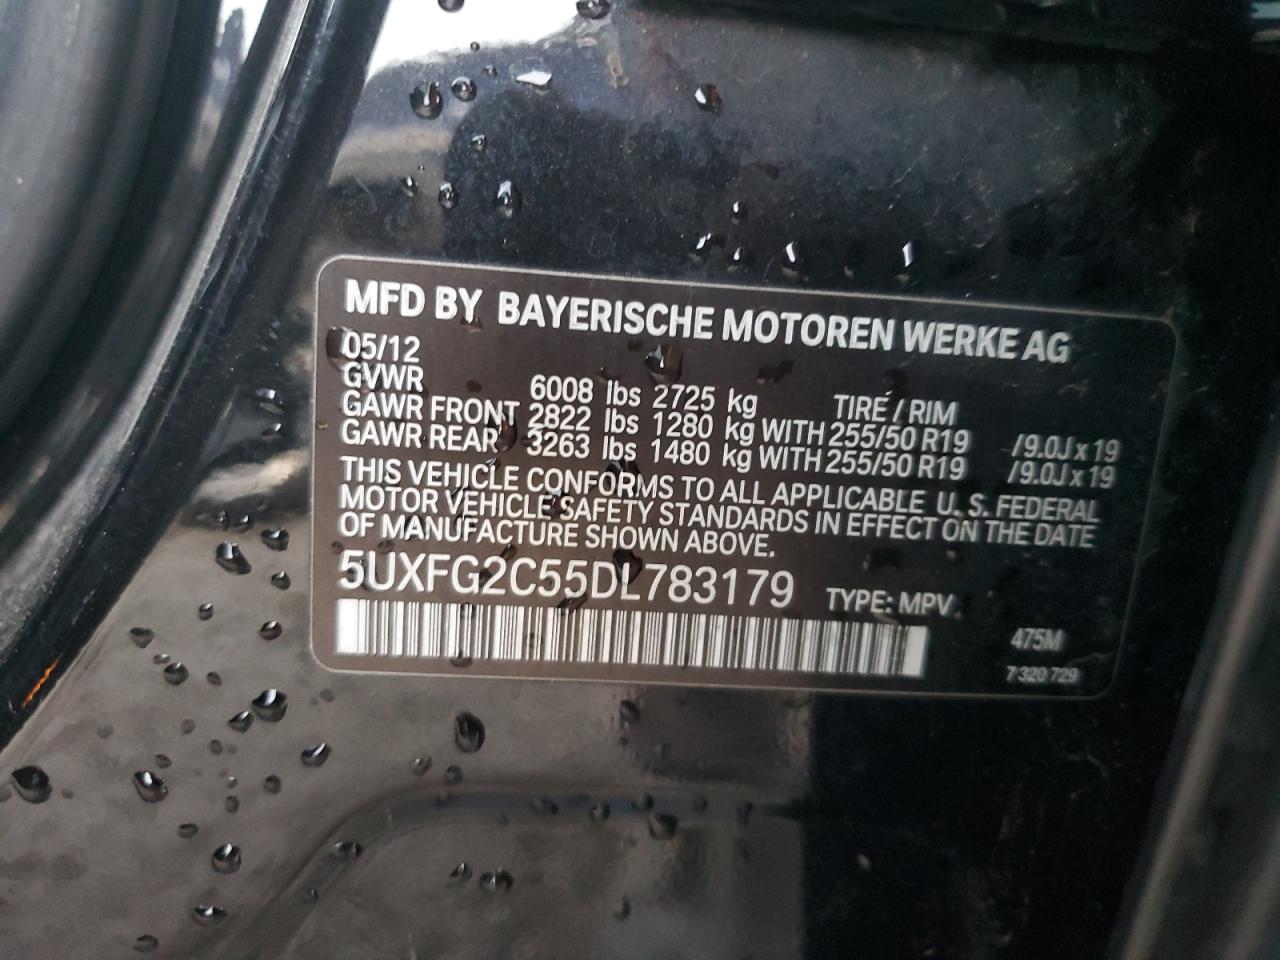 MFD BY BAYERISCHE MOTOREN WERKE AG
05/12
GVWR 6008 lbs 2725 kg TIRE / RIM
GAWR FRONT 2822 lbs 1280 kg WITH 255/50 R19 /9.0J x 19
GAWR REAR 3263 lbs 1480 kg WITH 255/50 R19 /9.0J x 19
THIS VEHICLE CONFORMS TO ALL APPLICABLE U.S. FEDERAL
MOTOR VEHICLE SAFETY STANDARDS IN EFFECT ON THE DATE
OF MANUFACTURE SHOWN ABOVE.
5UXFG2C55DL783179 TYPE: MPV
475M
7 320 729